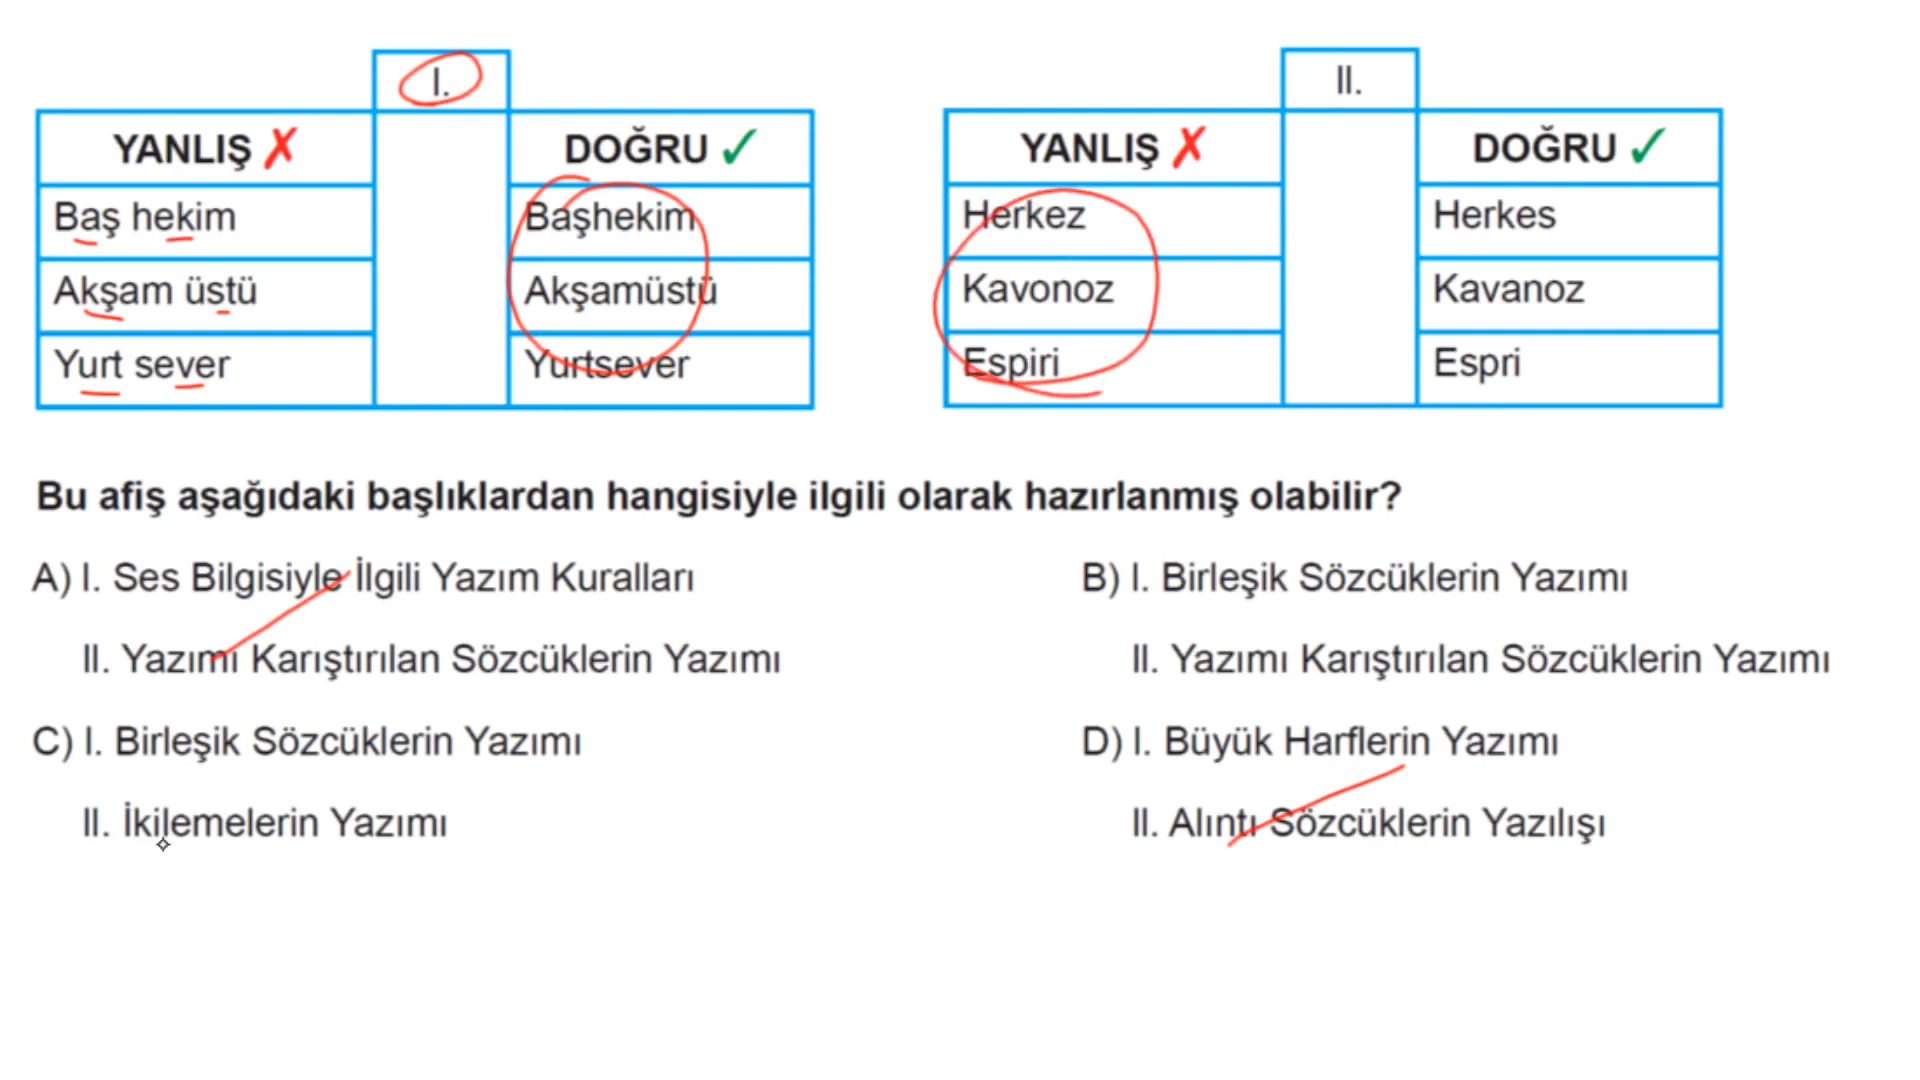 I.
YANLIŞ ✗ DOĞRU ✓
Baş hekim Başhekim
Akşam üstü Akşamüstü
Yurt sever Yurtsever
II.
YANLIŞ ✗ DOĞRU ✓
Herkez Herkes
Kavonoz Kavanoz
Espiri Espri
Bu afiş aşağıdaki başlıklardan hangisiyle ilgili olarak hazırlanmış olabilir?
A) I. Ses Bilgisiyle İlgili Yazım Kuralları
II. Yazımı Karıştırılan Sözcüklerin Yazımı
B) I. Birleşik Sözcüklerin Yazımı
II. Yazımı Karıştırılan Sözcüklerin Yazımı
C) I. Birleşik Sözcüklerin Yazımı
II. İkilemelerin Yazımı
D) I. Büyük Harflerin Yazımı
II. Alıntı Sözcüklerin Yazılışı